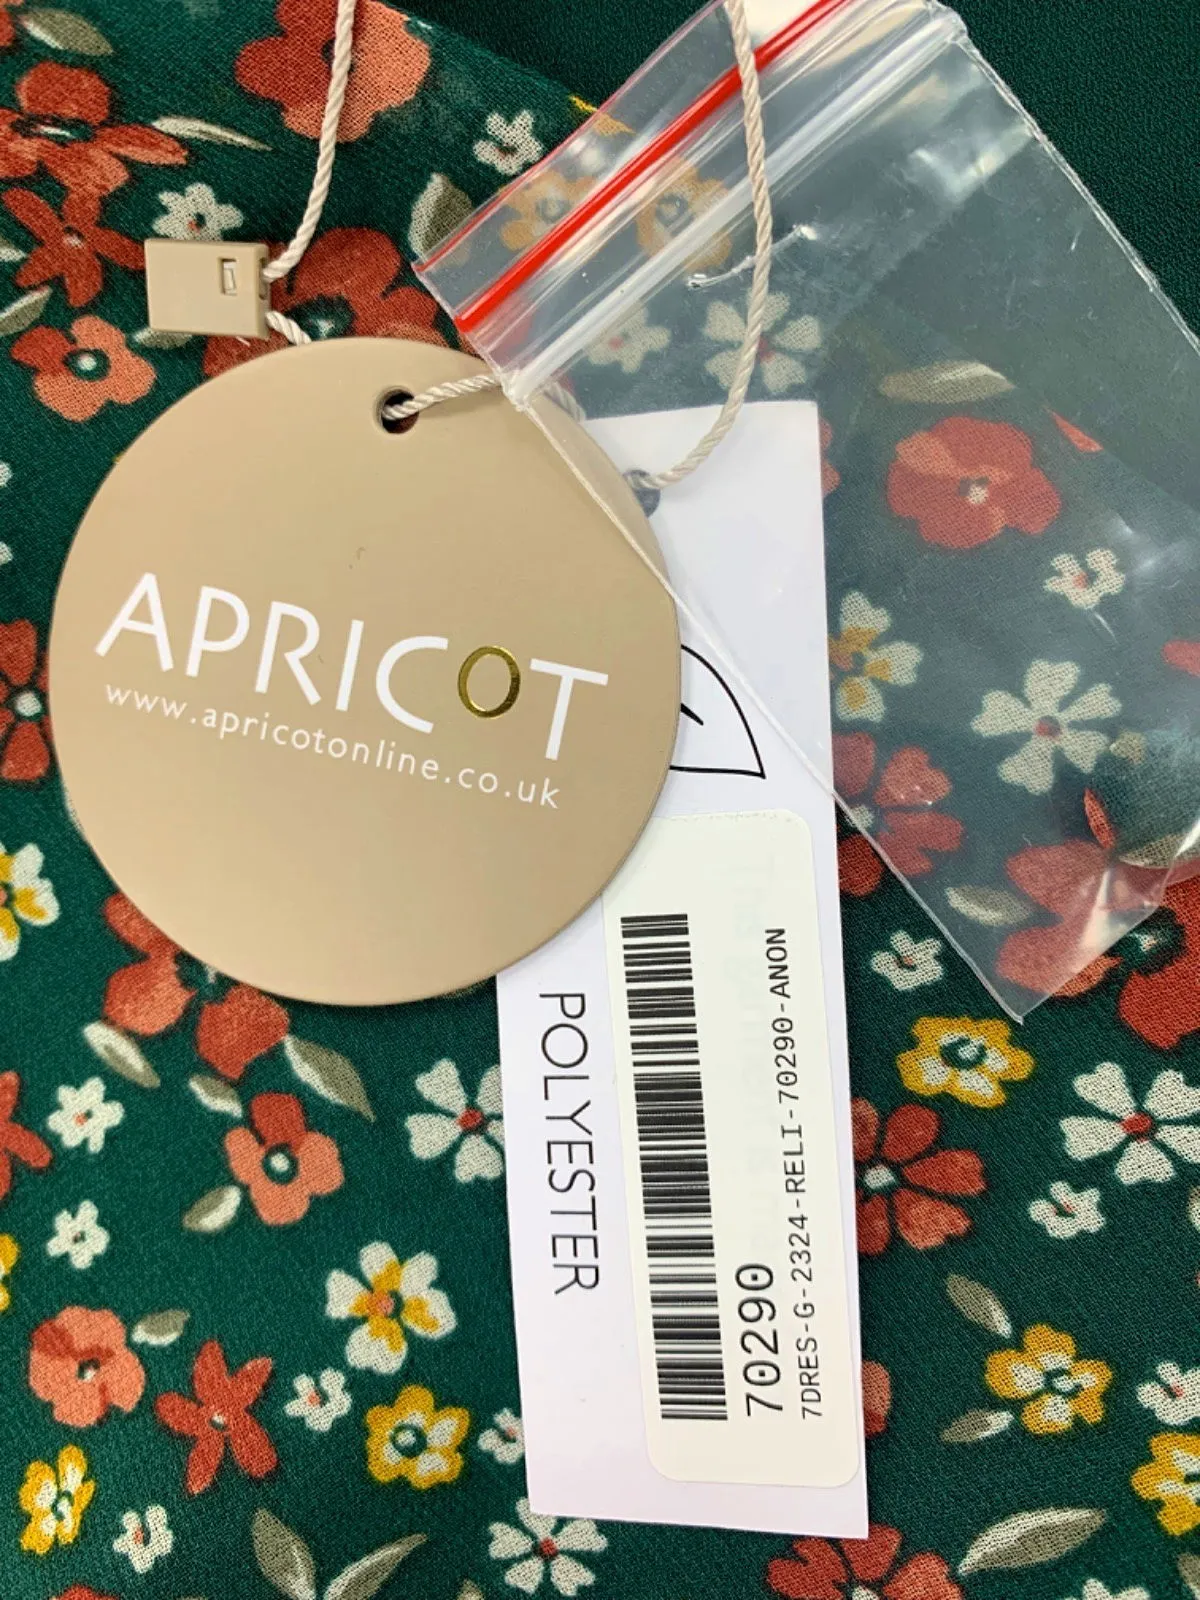 APRICOT
www.apricotonline.co.uk
POLYESTER
70290
7DRES-G-2324-RELI-70290-ANON